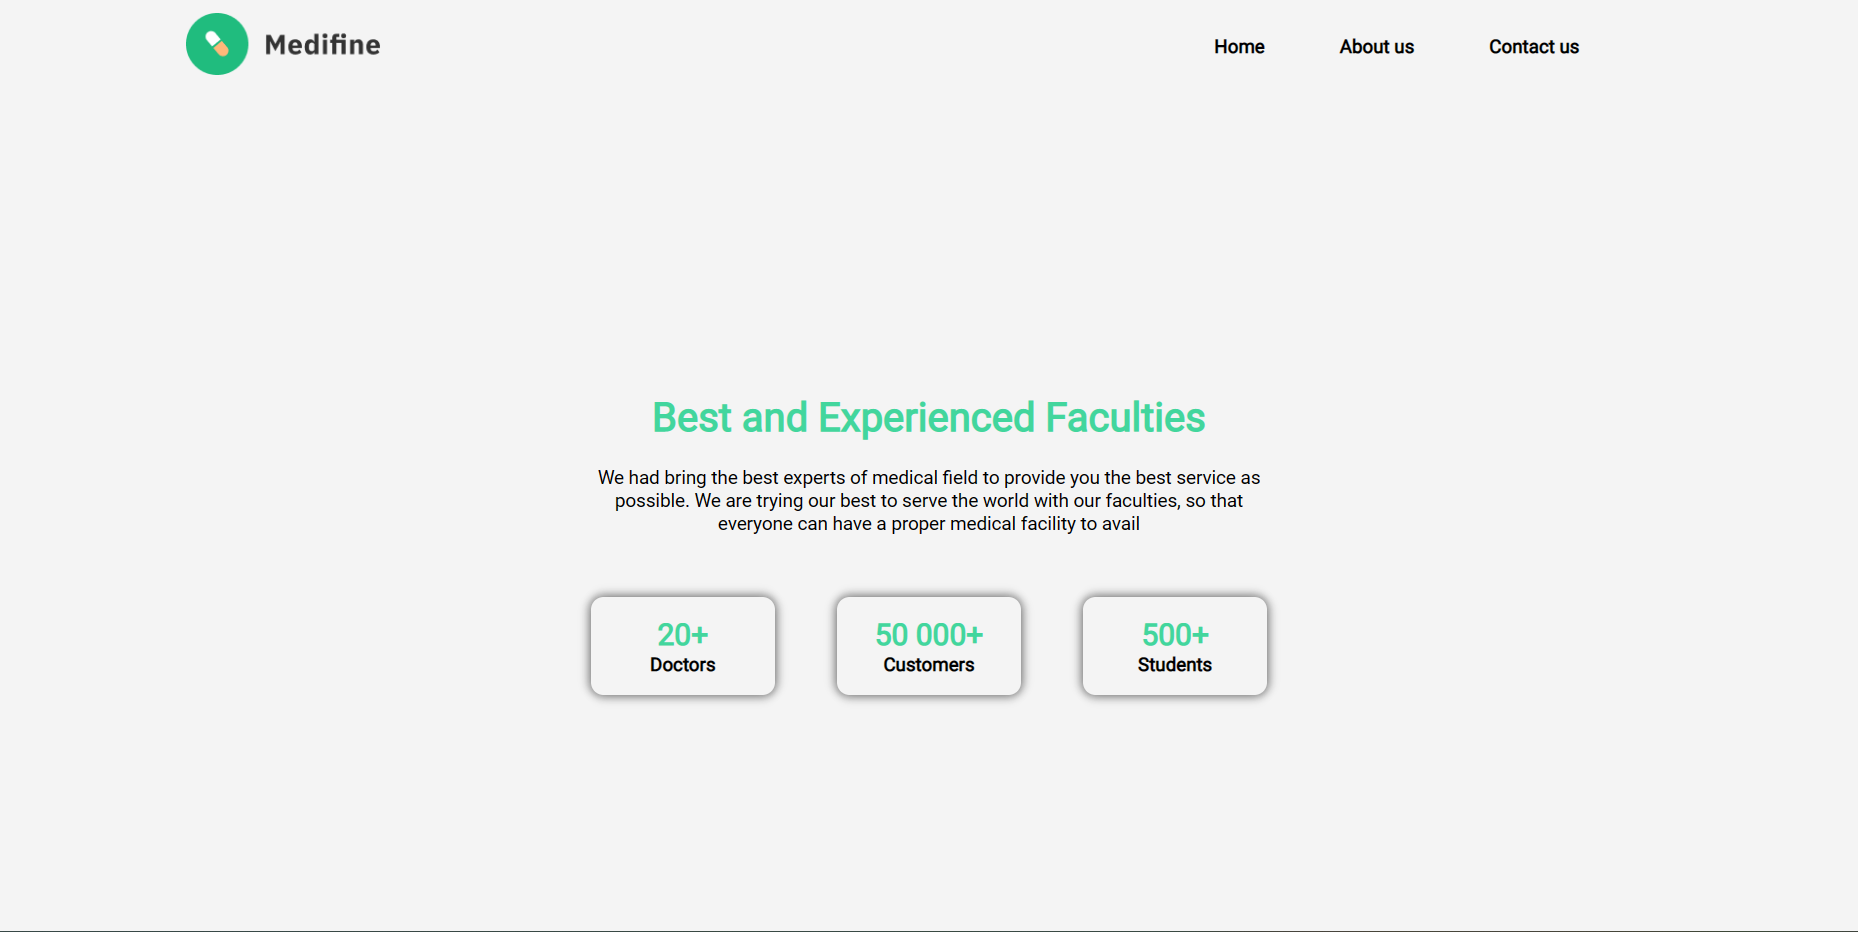 Medifine
Home
About us
Contact us
Best and Experienced Faculties
We had bring the best experts of medical field to provide you the best service as
possible. We are trying our best to serve the world with our faculties, so that
everyone can have a proper medical facility to avail
20+
Doctors
50 000+
Customers
500+
Students